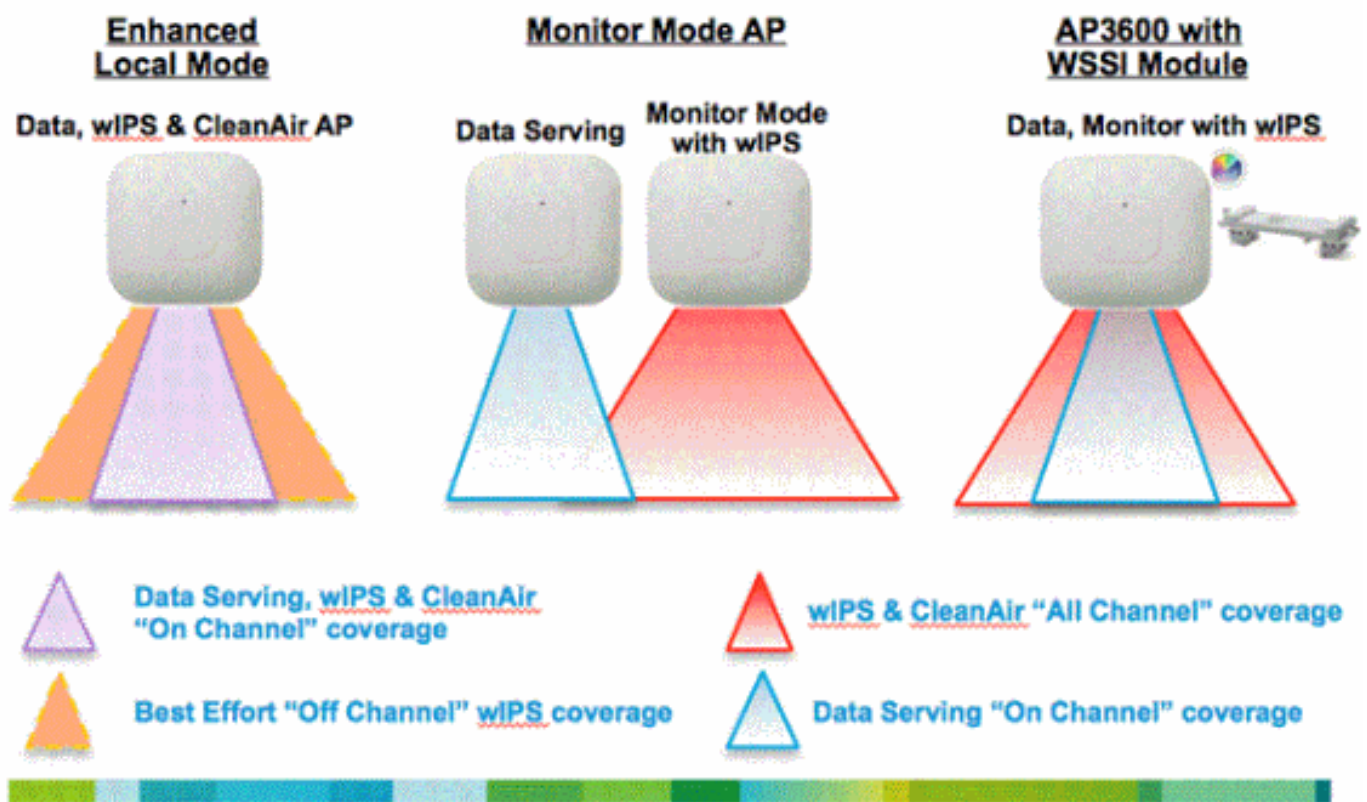 Enhanced
Local Mode
Data, wIPS & CleanAir AP
Monitor Mode AP
Data Serving
Monitor Mode
with wIPS
AP3600 with
WSSI Module
Data, Monitor with wIPS
Data Serving, wIPS & CleanAir
“On Channel” coverage
Best Effort “Off Channel” wIPS coverage
wIPS & CleanAir “All Channel” coverage
Data Serving “On Channel” coverage